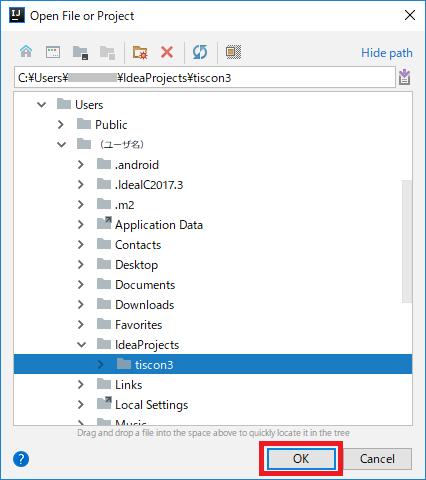 IJ
Open File or Project
Hide path
C:¥Users¥ ¥IdeaProjects¥tiscon3
Users
Public
（ユーザ名）
.android
.IdeaIC2017.3
.m2
Application Data
Contacts
Desktop
Documents
Downloads
Favorites
IdeaProjects
tiscon3
Links
Local Settings
Music
Drag and drop a file into the space above to quickly locate it in the tree
?
OK
Cancel